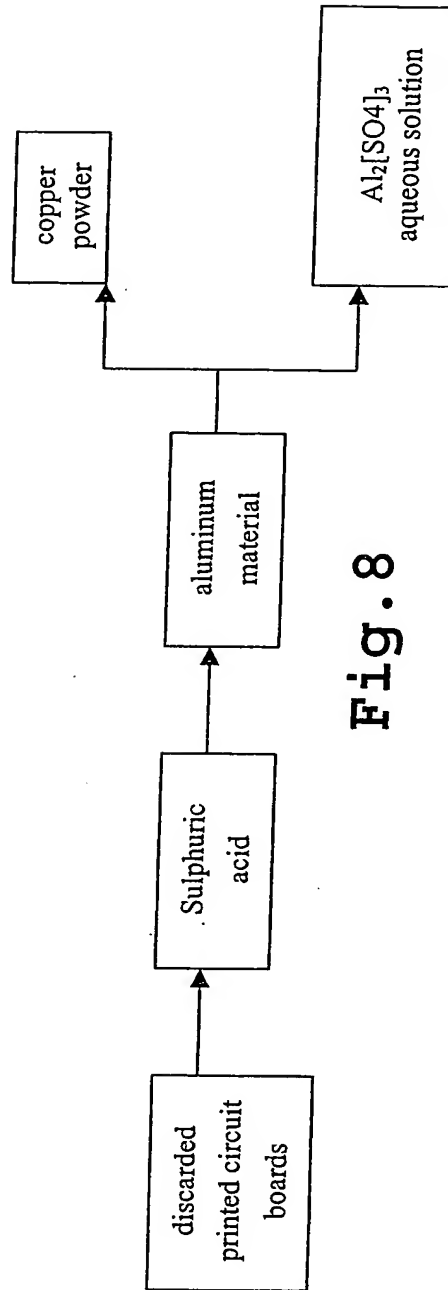 discarded
printed circuit
boards
Sulphuric
acid
aluminum
material
copper
powder
Al₂[SO4]₃
aqueous solution
Fig.8